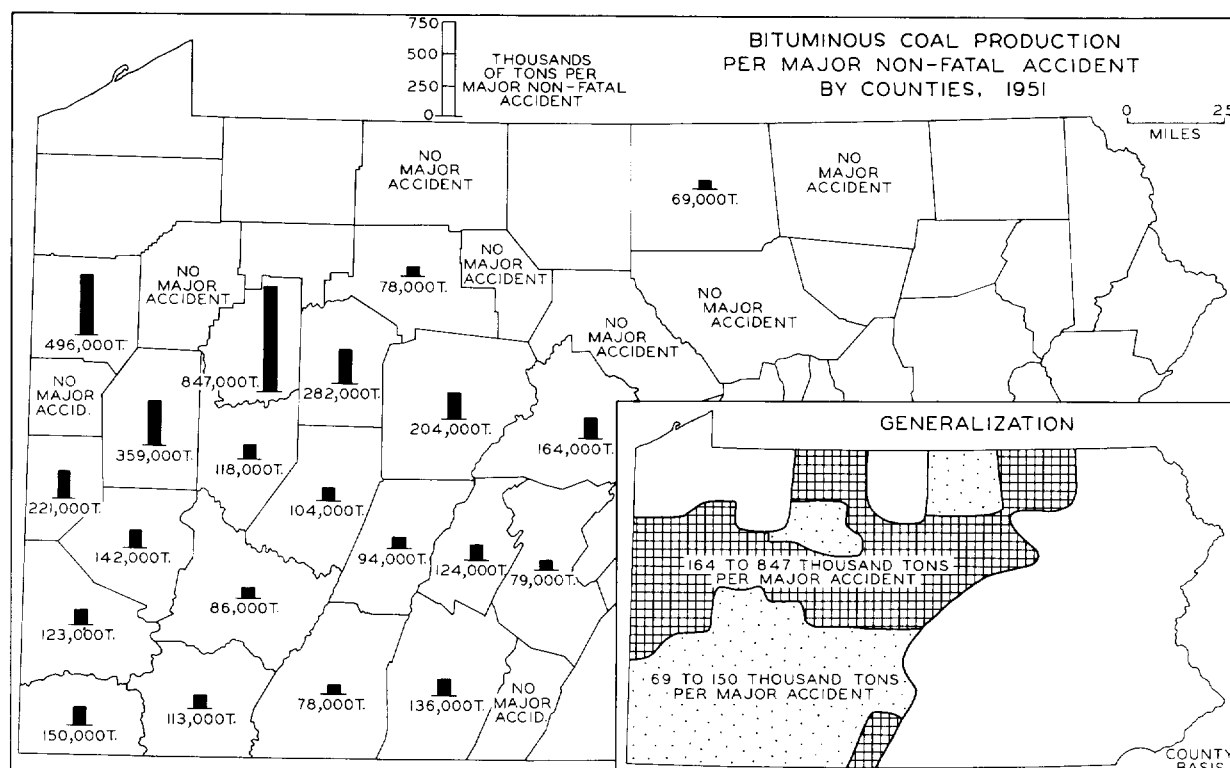 BITUMINOUS COAL PRODUCTION
PER MAJOR NON-FATAL ACCIDENT
BY COUNTIES, 1951
750
500
250
0
THOUSANDS
OF TONS PER
MAJOR NON-FATAL
ACCIDENT
0 25
MILES
NO
MAJOR
ACCIDENT
69,000T.
NO
MAJOR
ACCIDENT
NO
MAJOR
ACCIDENT
78,000T.
NO
MAJOR
ACCIDENT
NO
MAJOR
ACCIDENT
496,000T.
847,000T.
282,000T.
NO
MAJOR
ACCIDENT
NO
MAJOR
ACCID.
359,000T.
118,000T.
204,000T.
164,000T.
221,000T.
104,000T.
142,000T.
94,000T.
124,000T.
79,000T.
86,000T.
123,000T.
150,000T.
113,000T.
78,000T.
136,000T.
NO
MAJOR
ACCID.
GENERALIZATION
164 TO 847 THOUSAND TONS
PER MAJOR ACCIDENT
69 TO 150 THOUSAND TONS
PER MAJOR ACCIDENT
COUNTY
BASIS